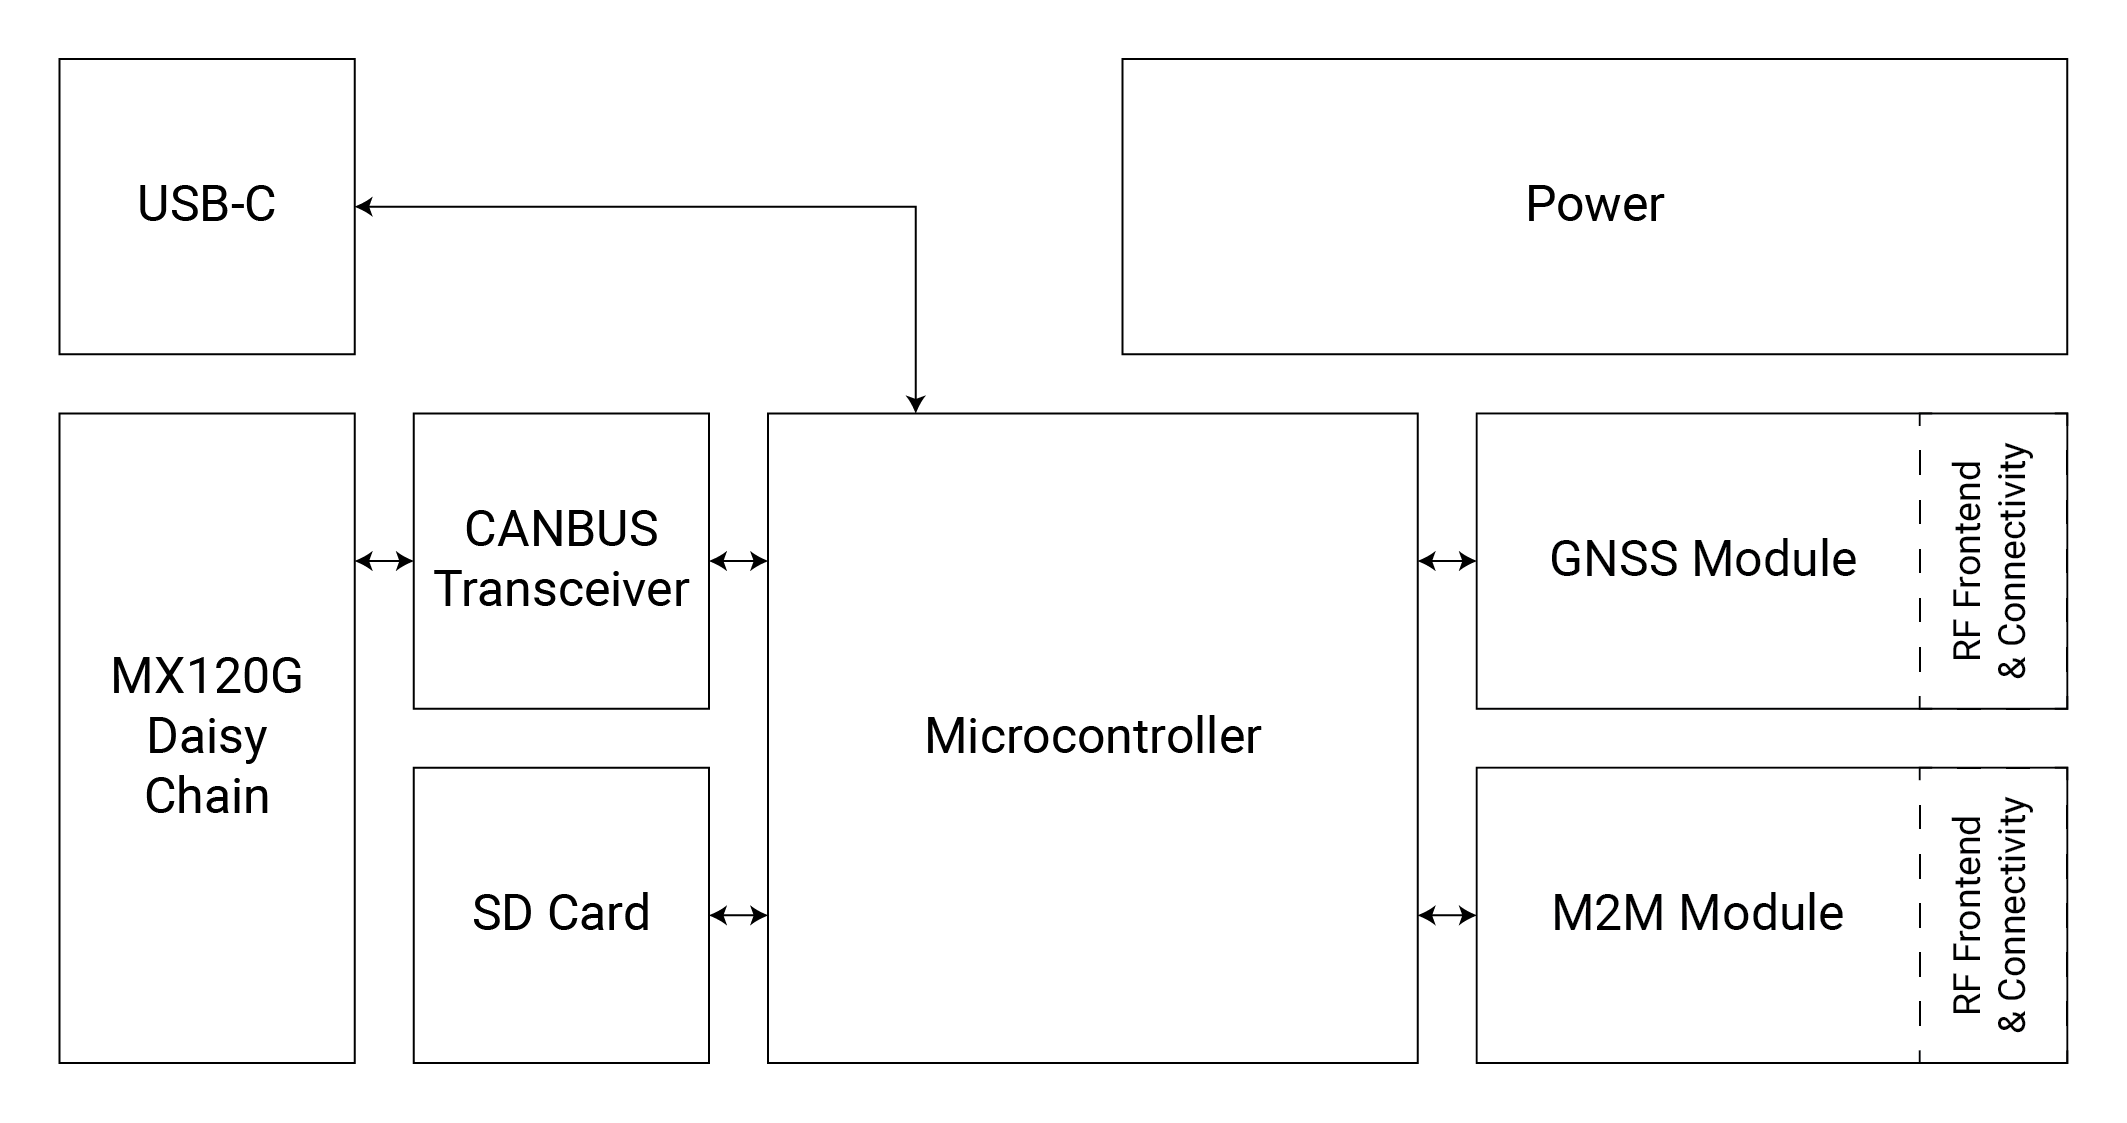 USB-C
Power
MX120G
Daisy
Chain
CANBUS
Transceiver
SD Card
Microcontroller
GNSS Module
RF Frontend
& Connectivity
M2M Module
RF Frontend
& Connectivity